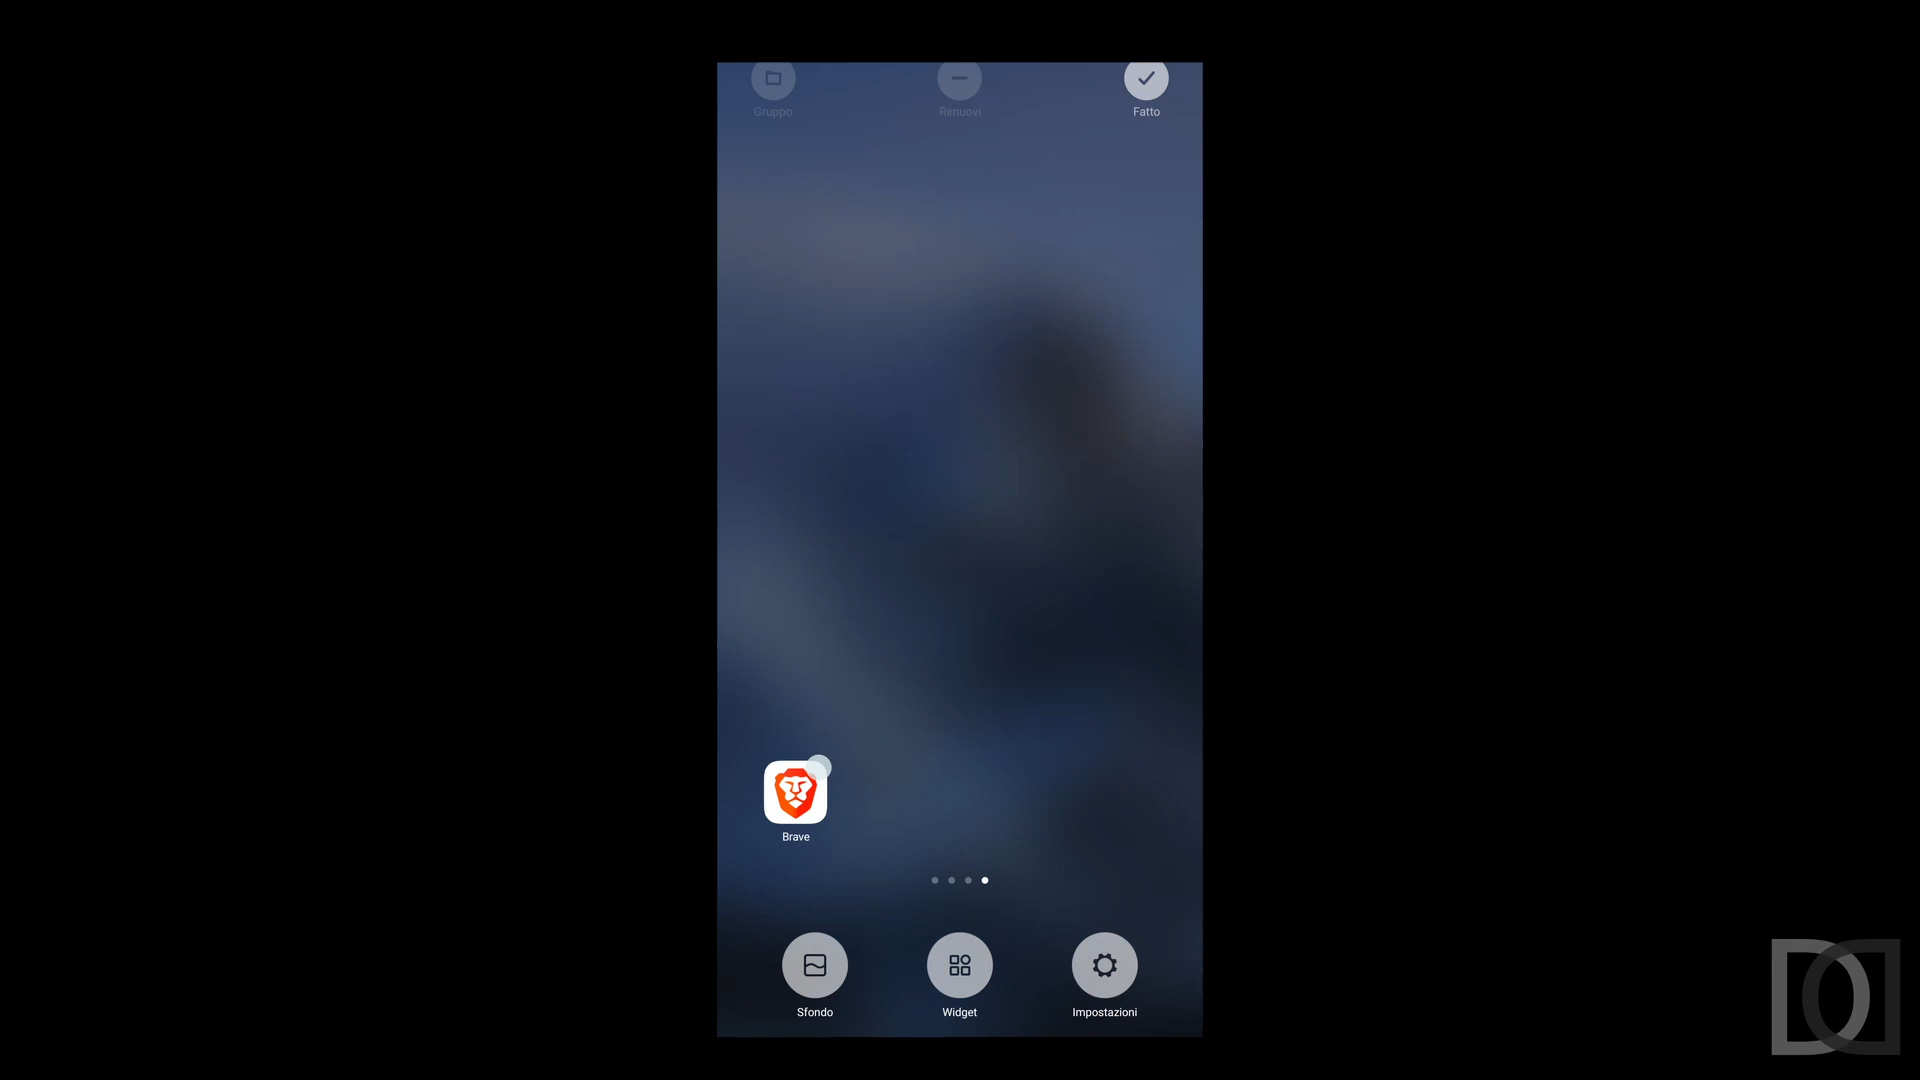 Gruppo
Rimuovi
Fatto
Brave
Sfondo
Widget
Impostazioni